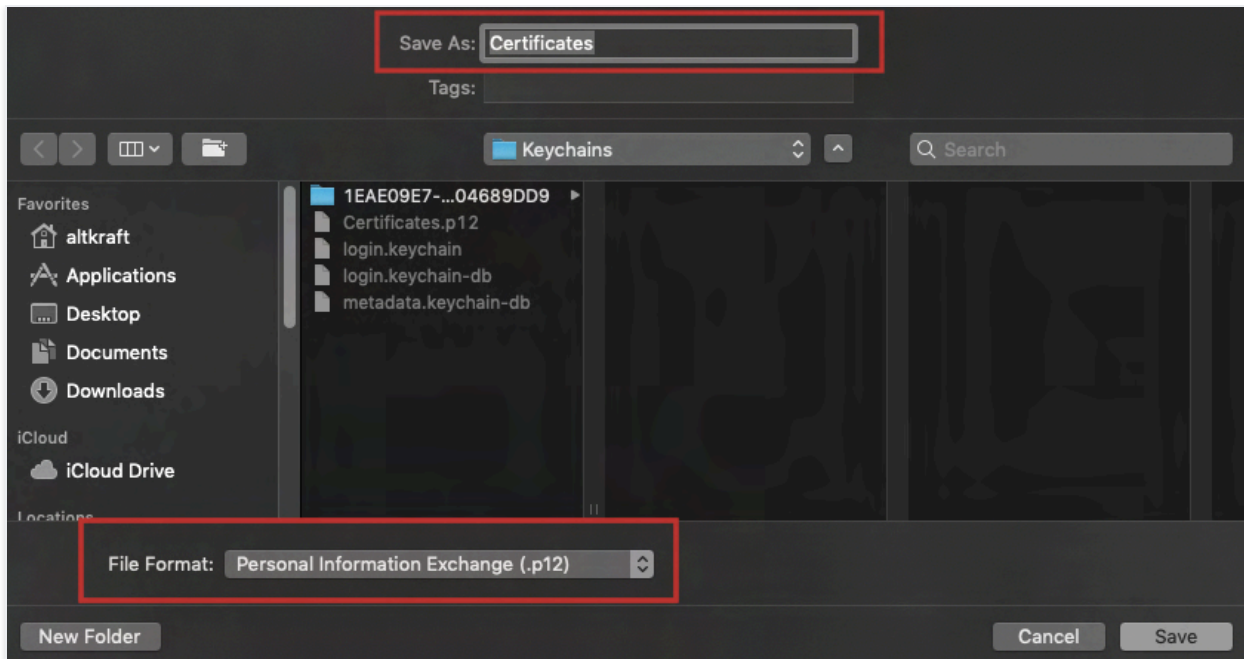 Save As: Certificates
Tags:
Keychains
Search
Favorites
altkraft
Applications
Desktop
Documents
Downloads
iCloud
iCloud Drive
Locations
1EAE09E7-...04689DD9
Certificates.p12
login.keychain
login.keychain-db
metadata.keychain-db
File Format: Personal Information Exchange (.p12)
New Folder
Cancel
Save